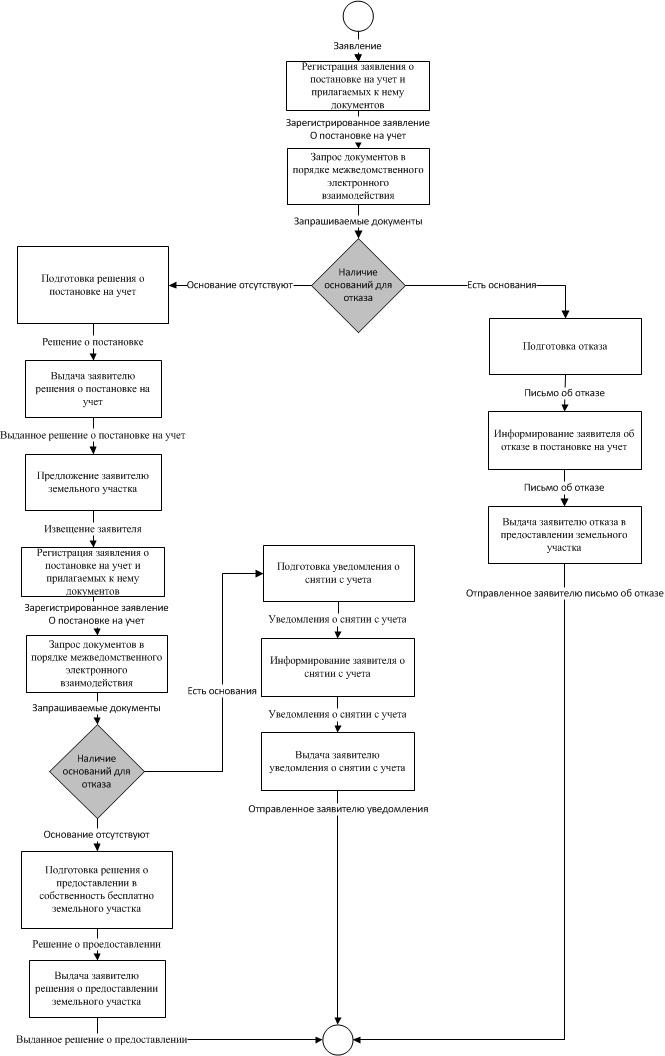 Заявление
Регистрация заявления о
постановке на учет и
прилагаемых к нему
документов
Зарегистрированное заявление
О постановке на учет
Запрос документов в
порядке межведомственного
электронного
взаимодействия
Запрашиваемые документы
Наличие
оснований для
отказа
Основание отсутствуют
Есть основания
Подготовка решения о
постановке на учет
Решение о постановке
Выдача заявителю
решения о постановке на
учет
Выданное решение о постановке на учет
Предложение заявителю
земельного участка
Извещение заявителя
Регистрация заявления о
постановке на учет и
прилагаемых к нему
документов
Зарегистрированное заявление
О постановке на учет
Запрос документов в
порядке межведомственного
электронного
взаимодействия
Запрашиваемые документы
Наличие
оснований для
отказа
Есть основания
Основание отсутствуют
Подготовка решения о
предоставлении в
собственность бесплатно
земельного участка
Решение о проедоставлении
Выдача заявителю
решения о предоставлении
земельного участка
Выданное решение о предоставлении
Подготовка уведомления о
снятии с учета
Уведомления о снятии с учета
Информирование заявителя о
снятии с учета
Уведомления о снятии с учета
Выдача заявителю
уведомления о снятии с учета
Отправленное заявителю уведомления
Подготовка отказа
Письмо об отказе
Информирование заявителя об
отказе в постановке на учет
Письмо об отказе
Выдача заявителю отказа в
предоставлении земельного
участка
Отправленное заявителю письмо об отказе